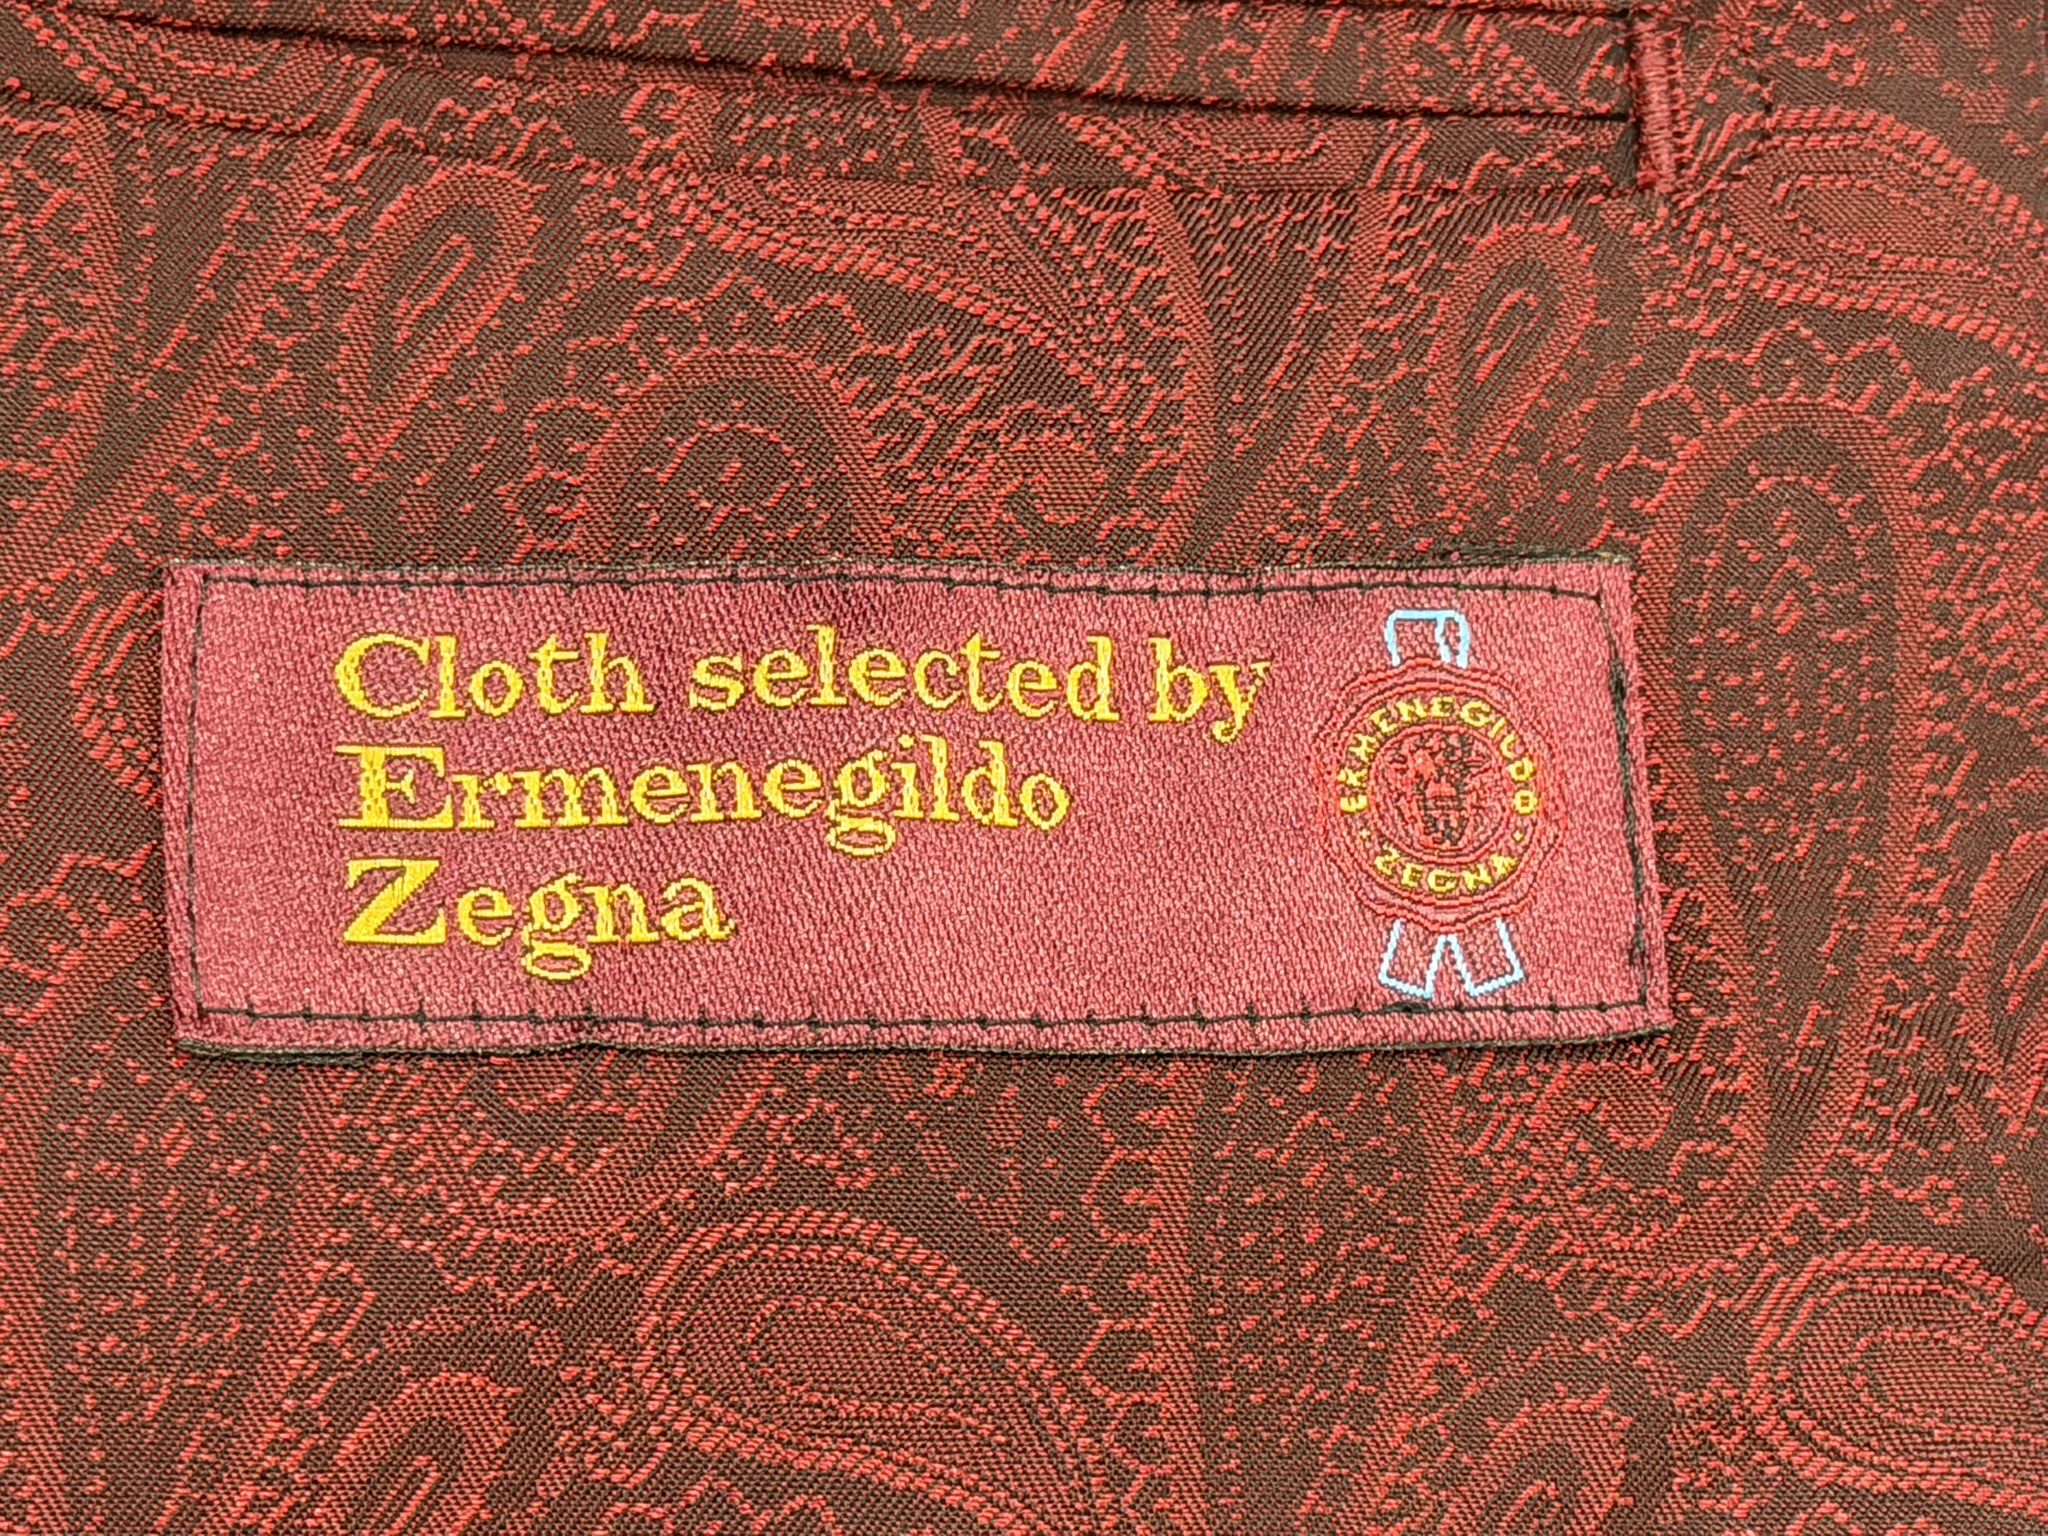 Cloth selected by
Ermenegildo
Zegna
ERMENEGILDO
· ZEGNA ·